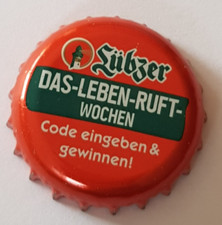 Lübzer
DAS-LEBEN-RUFT-
WOCHEN
Code eingeben &
gewinnen!